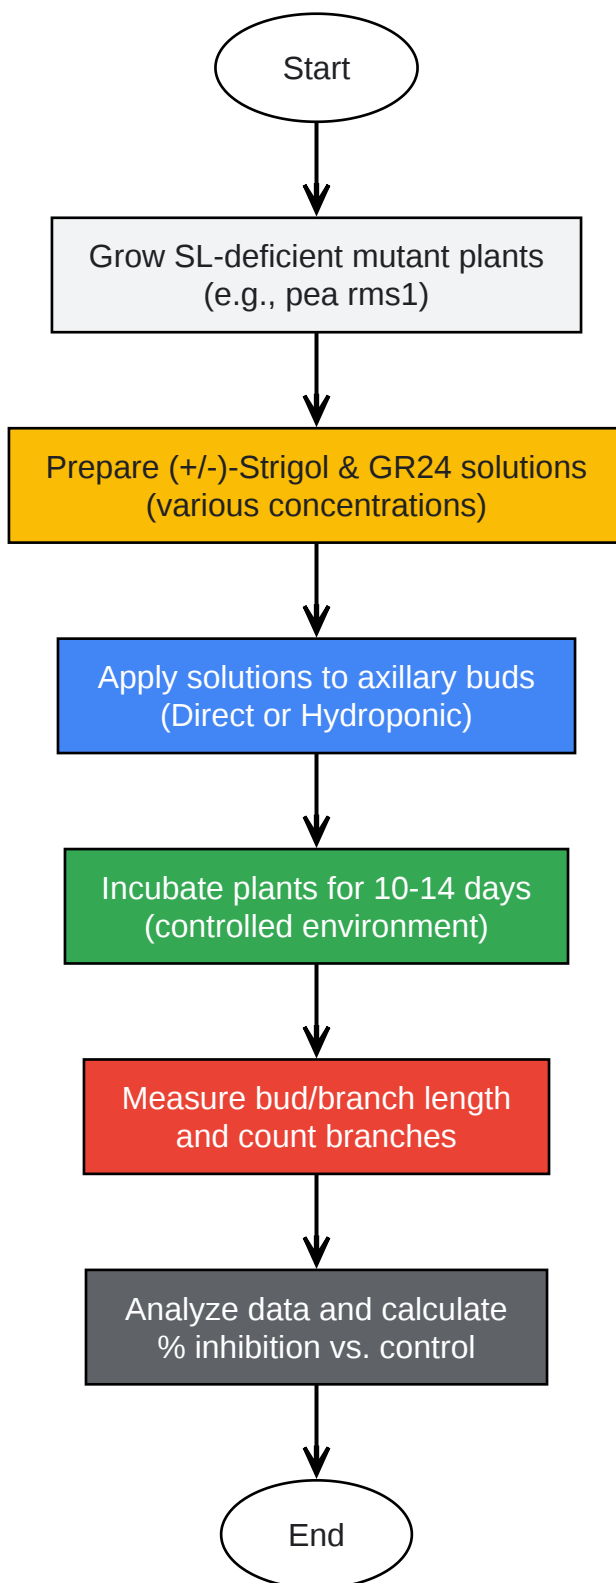 Start
Grow SL-deficient mutant plants
(e.g., pea rms1)
Prepare (+/-)-Strigol & GR24 solutions
(various concentrations)
Apply solutions to axillary buds
(Direct or Hydroponic)
Incubate plants for 10-14 days
(controlled environment)
Measure bud/branch length
and count branches
Analyze data and calculate
% inhibition vs. control
End